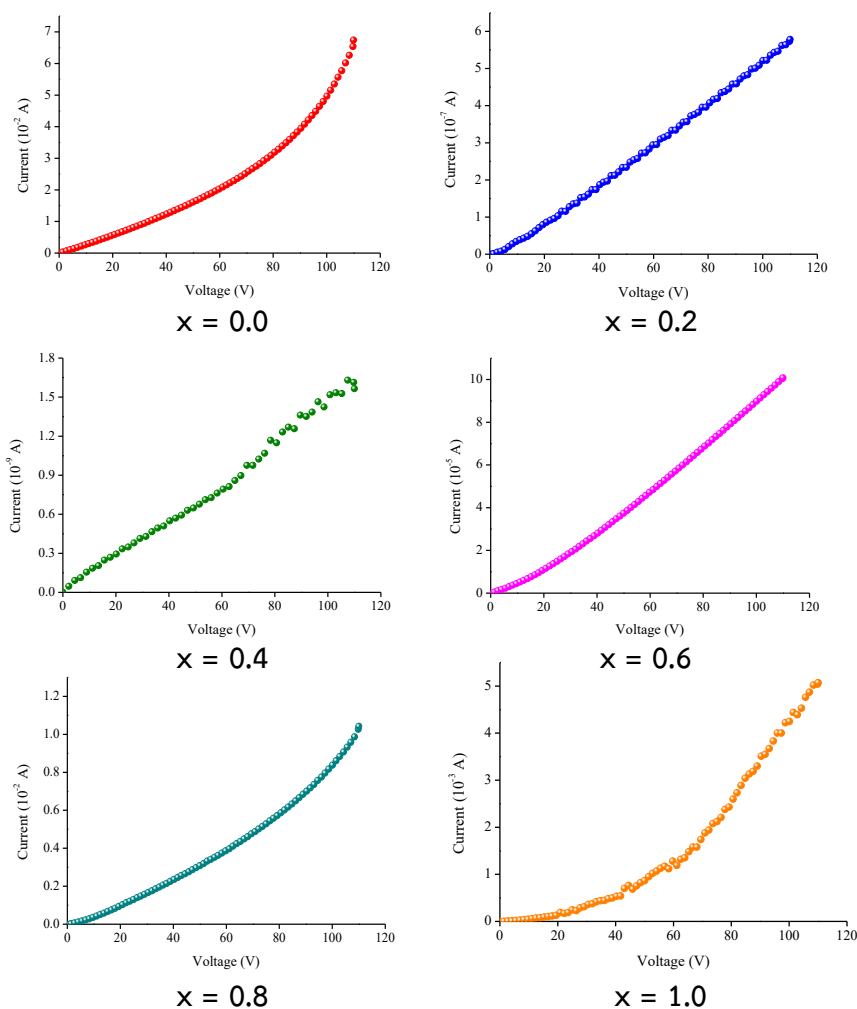 7
6
5
4
3
2
1
0
Current (10⁻² A)
0 20 40 60 80 100 120
Voltage (V)
x = 0.0
6
5
4
3
2
1
0
Current (10⁻⁷ A)
0 20 40 60 80 100 120
Voltage (V)
x = 0.2
1.8
1.5
1.2
0.9
0.6
0.3
0.0
Current (10⁻⁹ A)
0 20 40 60 80 100 120
Voltage (V)
x = 0.4
10
8
6
4
2
0
Current (10⁻⁵ A)
0 20 40 60 80 100 120
Voltage (V)
x = 0.6
1.2
1.0
0.8
0.6
0.4
0.2
0.0
Current (10⁻² A)
0 20 40 60 80 100 120
Voltage (V)
x = 0.8
5
4
3
2
1
0
Current (10⁻³ A)
0 20 40 60 80 100 120
Voltage (V)
x = 1.0